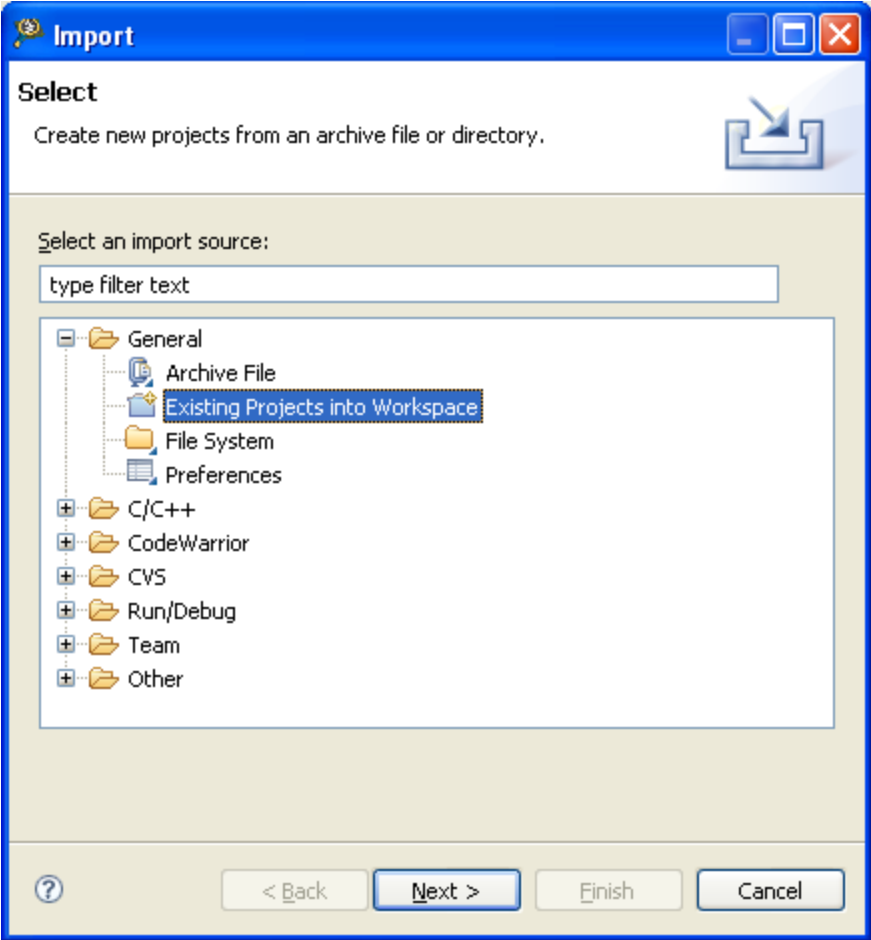 Import
Select
Create new projects from an archive file or directory.
Select an import source:
type filter text
General
Archive File
Existing Projects into Workspace
File System
Preferences
C/C++
CodeWarrior
CVS
Run/Debug
Team
Other
? < Back Next > Finish Cancel